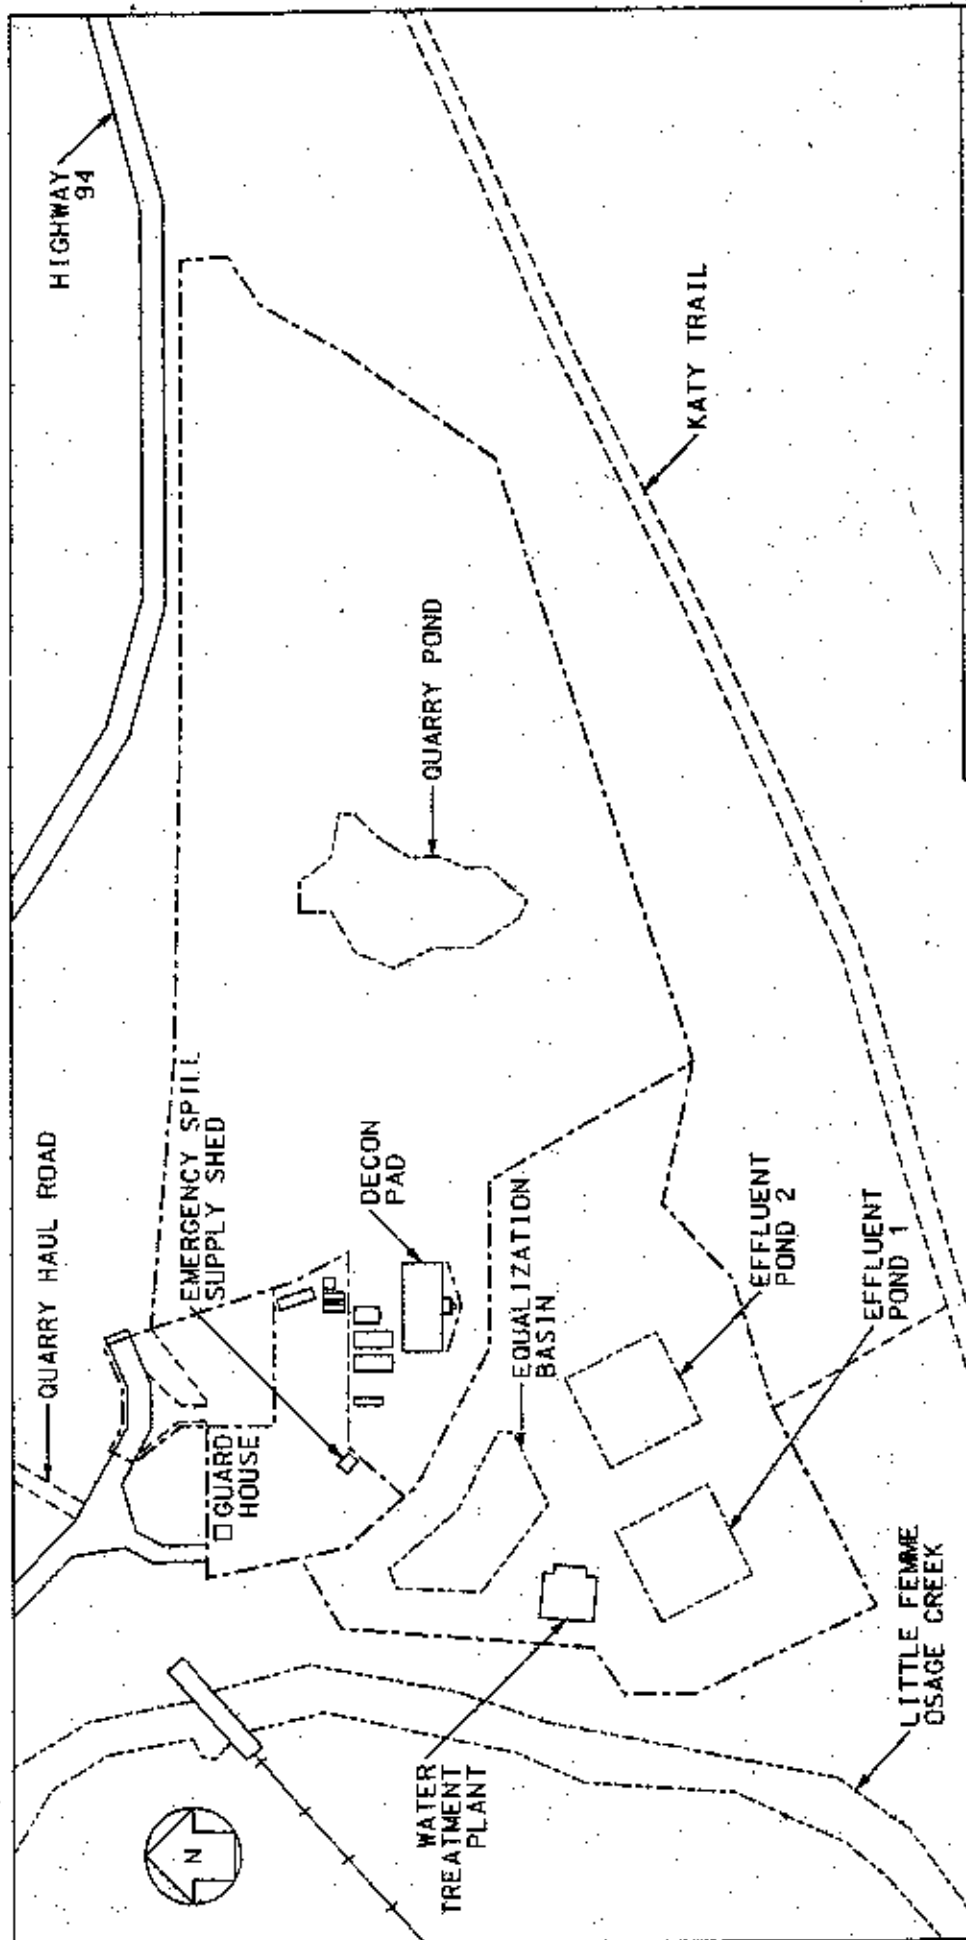 HIGHWAY
94
KATY TRAIL
QUARRY POND
QUARRY HAUL ROAD
EMERGENCY SPILL
SUPPLY SHED
DECON
PAD
GUARD
HOUSE
EQUALIZATION
BASIN
EFFLUENT
POND 2
EFFLUENT
POND 1
WATER
TREATMENT
PLANT
LITTLE FEMME
OSAGE CREEK
N